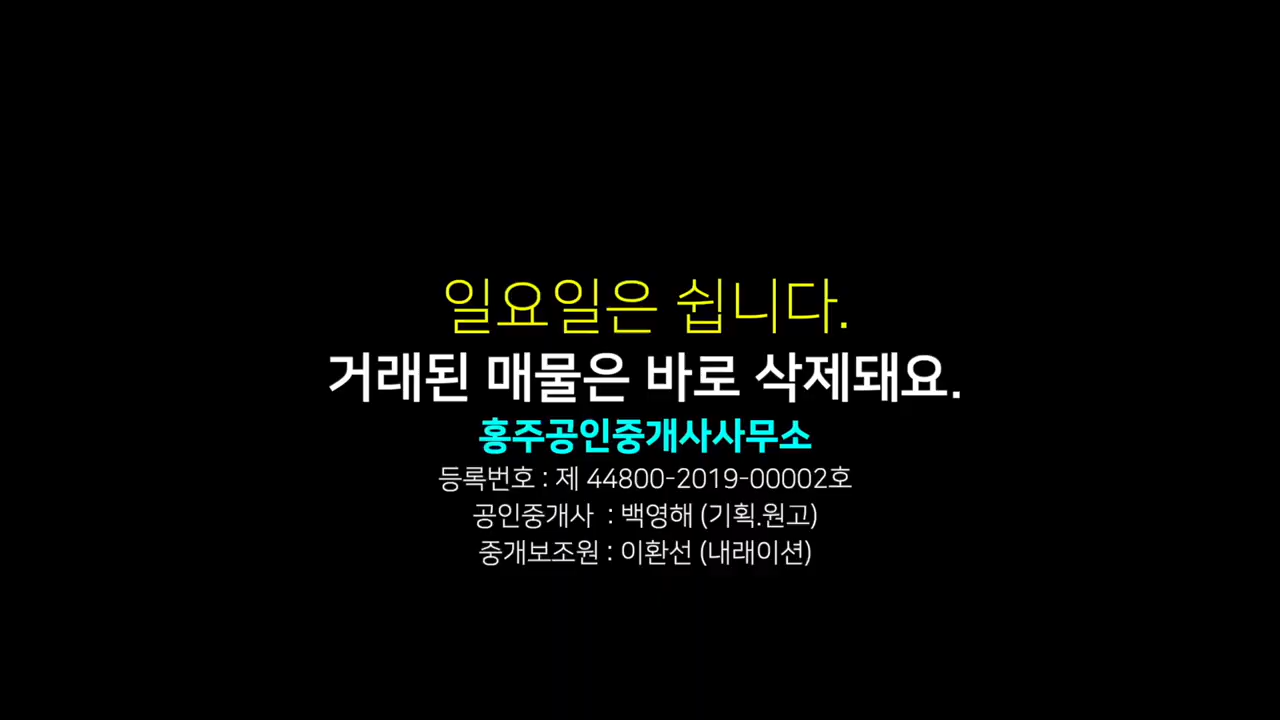 일요일은 쉽니다.
거래된 매물은 바로 삭제돼요.
홍주공인중개사사무소
등록번호 : 제 44800-2019-00002호
공인중개사 : 백영해 (기획.원고)
중개보조원 : 이환선 (내래이션)